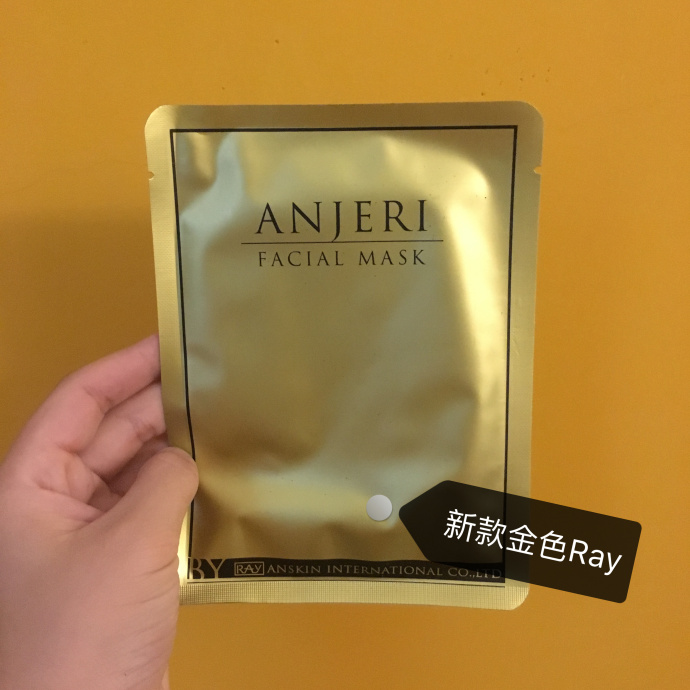 ANJERI
FACIAL MASK
新款金色Ray
BY RAY ANSKIN INTERNATIONAL CO.,LTD